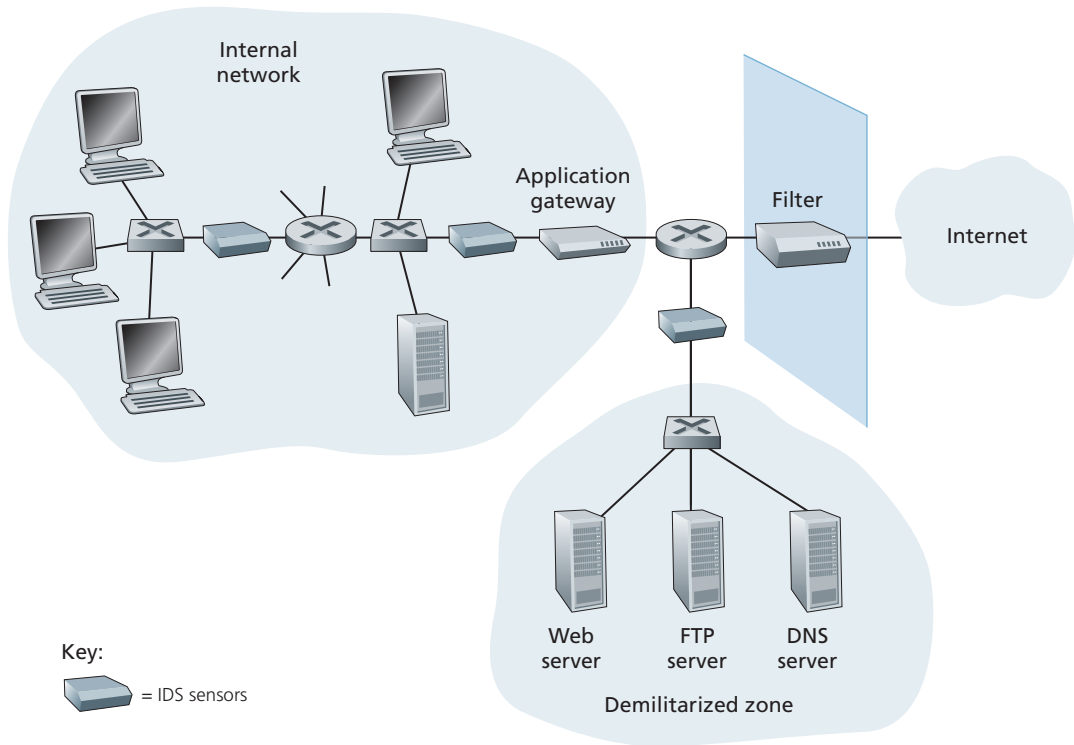 Internal
network
Application
gateway
Filter
Internet
Web
server
FTP
server
DNS
server
Demilitarized zone
Key:
= IDS sensors